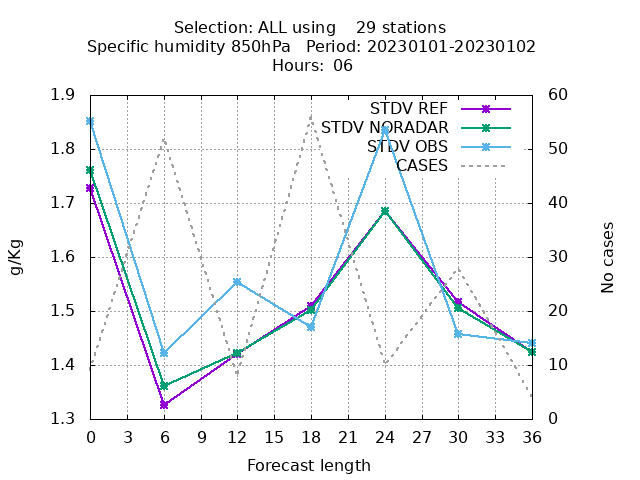 Selection: ALL using    29 stations
Specific humidity 850hPa   Period: 20230101-20230102
Hours:  06
STDV REF
STDV NORADAR
STDV OBS
CASES
1.9
1.8
1.7
1.6
1.5
1.4
1.3
g/Kg
60
50
40
30
20
10
0
No cases
0 3 6 9 12 15 18 21 24 27 30 33 36
Forecast length